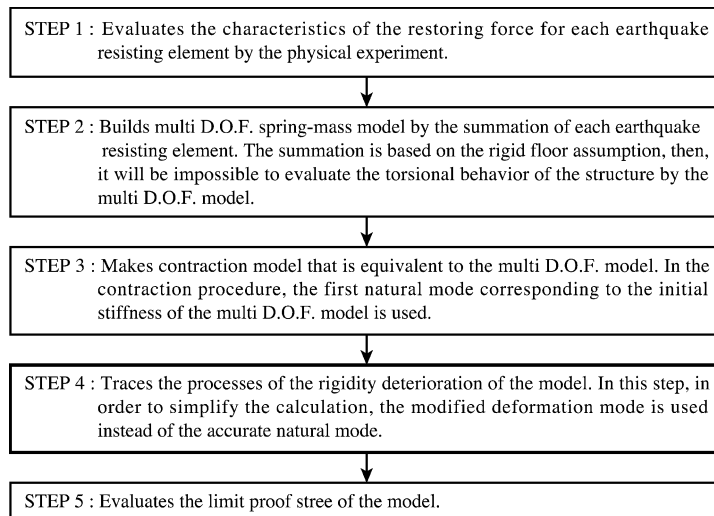 STEP 1 : Evaluates the characteristics of the restoring force for each earthquake
resisting element by the physical experiment.
STEP 2 : Builds multi D.O.F. spring-mass model by the summation of each earthquake
resisting element. The summation is based on the rigid floor assumption, then,
it will be impossible to evaluate the torsional behavior of the structure by the
multi D.O.F. model.
STEP 3 : Makes contraction model that is equivalent to the multi D.O.F. model. In the
contraction procedure, the first natural mode corresponding to the initial
stiffness of the multi D.O.F. model is used.
STEP 4 : Traces the processes of the rigidity deterioration of the model. In this step, in
order to simplify the calculation, the modified deformation mode is used
instead of the accurate natural mode.
STEP 5 : Evaluates the limit proof stree of the model.